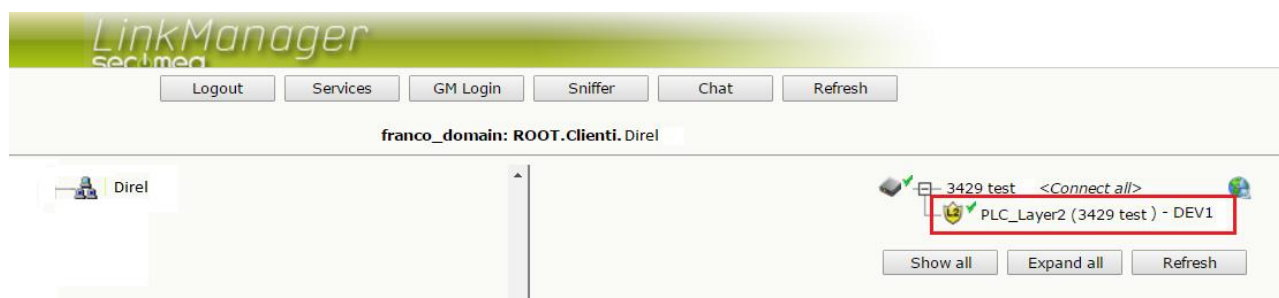 LinkManager
secomea
Logout Services GM Login Sniffer Chat Refresh
franco_domain: ROOT.Clienti. Direl
Direl
3429 test <Connect all>
L2 PLC_Layer2 (3429 test ) - DEV1
Show all Expand all Refresh